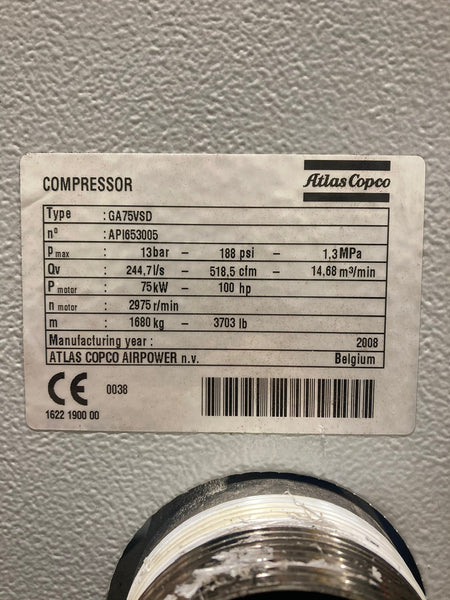 COMPRESSOR
Atlas Copco
Type : GA75VSD
n° : API653005
P max : 13bar – 188 psi – 1,3MPa
Qv : 244,7l/s – 518,5 cfm – 14,68 m³/min
P motor : 75kW – 100 hp
n motor : 2975 r/min
m : 1680 kg – 3703 lb
Manufacturing year : 2008
ATLAS COPCO AIRPOWER n.v. Belgium
CE 0038
1622 1900 00